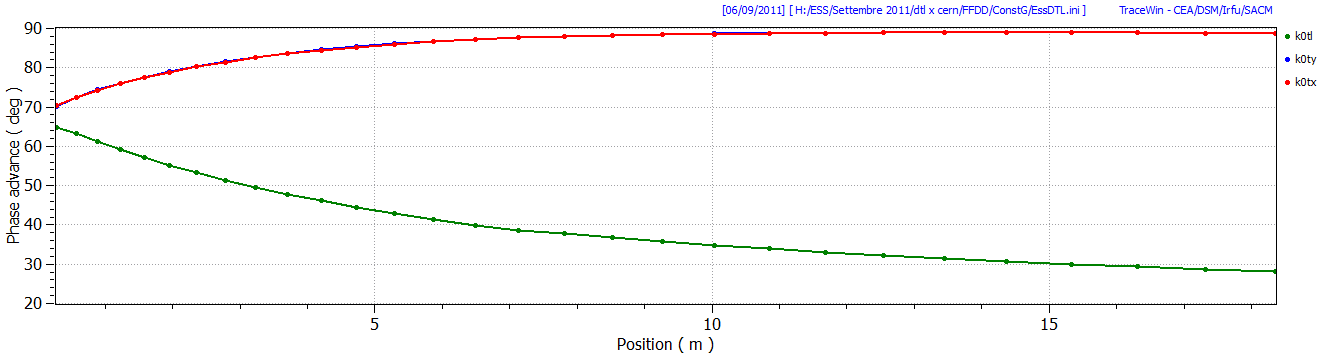 [06/09/2011] [ H:/ESS/Settembre 2011/dtl x cern/FFDD/ConstG/EssDTL.ini ] TraceWin - CEA/DSM/Irfu/SACM
90
80
70
60
50
40
30
20
Phase advance ( deg )
5 10 15
Position ( m )
k0tl
k0ty
k0tx